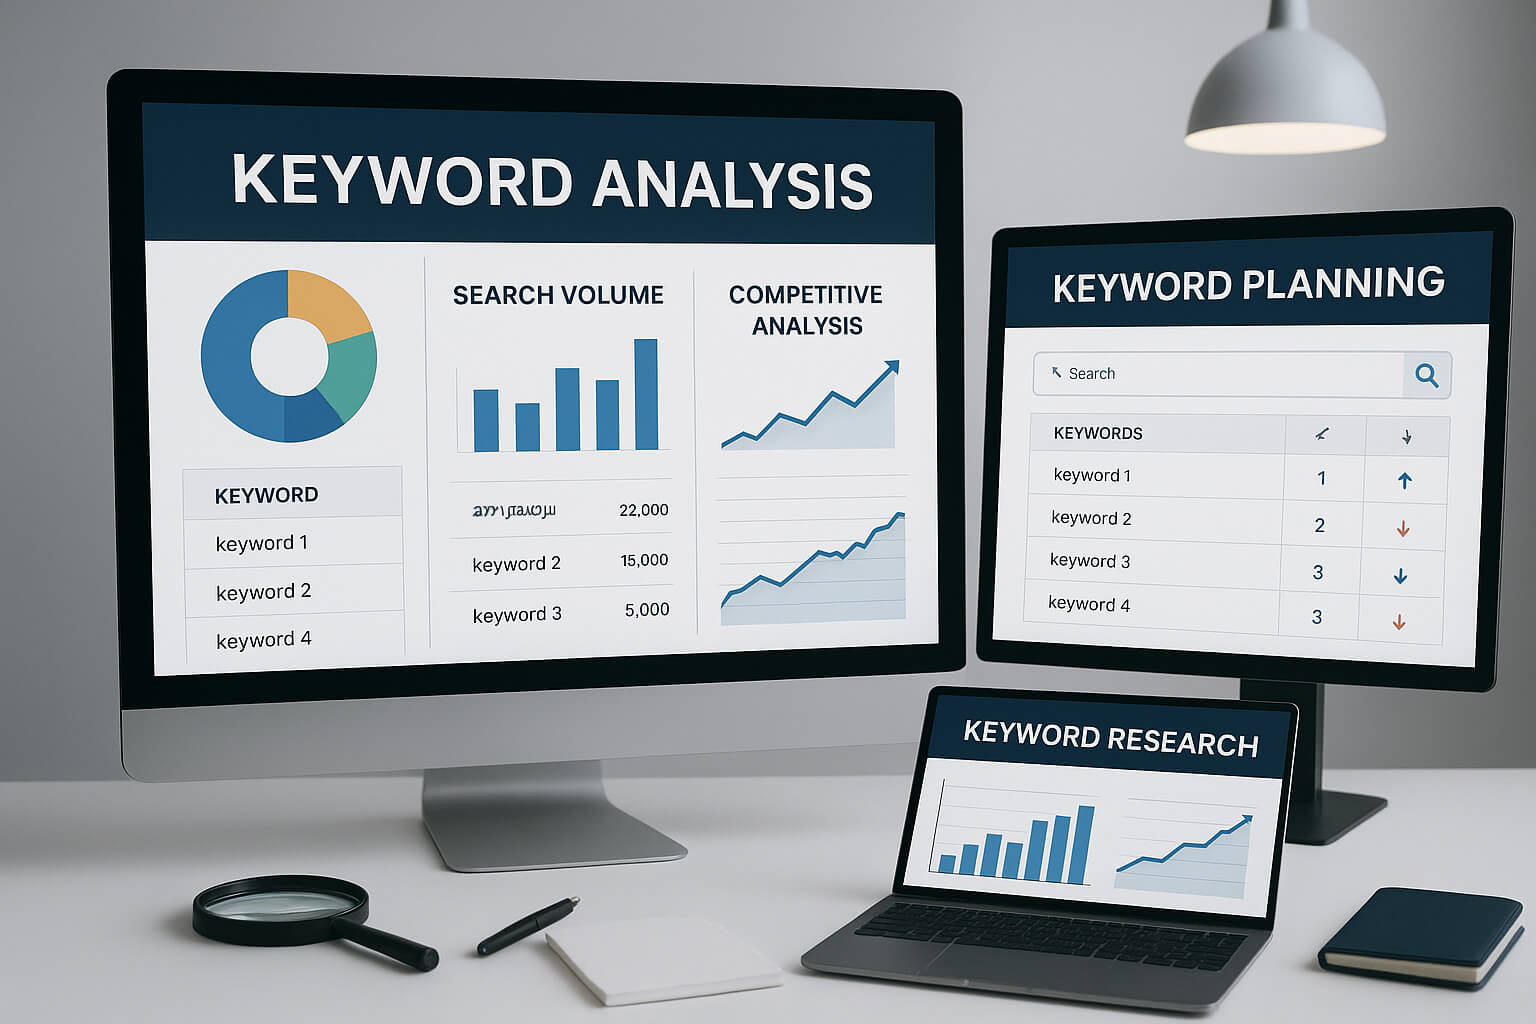 KEYWORD ANALYSIS
KEYWORD
keyword 1
keyword 2
keyword 4
SEARCH VOLUME
22,000
keyword 2 15,000
keyword 3 5,000
COMPETITIVE
ANALYSIS
KEYWORD PLANNING
Search
KEYWORDS
keyword 1 1
keyword 2 2
keyword 3 3
keyword 4 3
KEYWORD RESEARCH